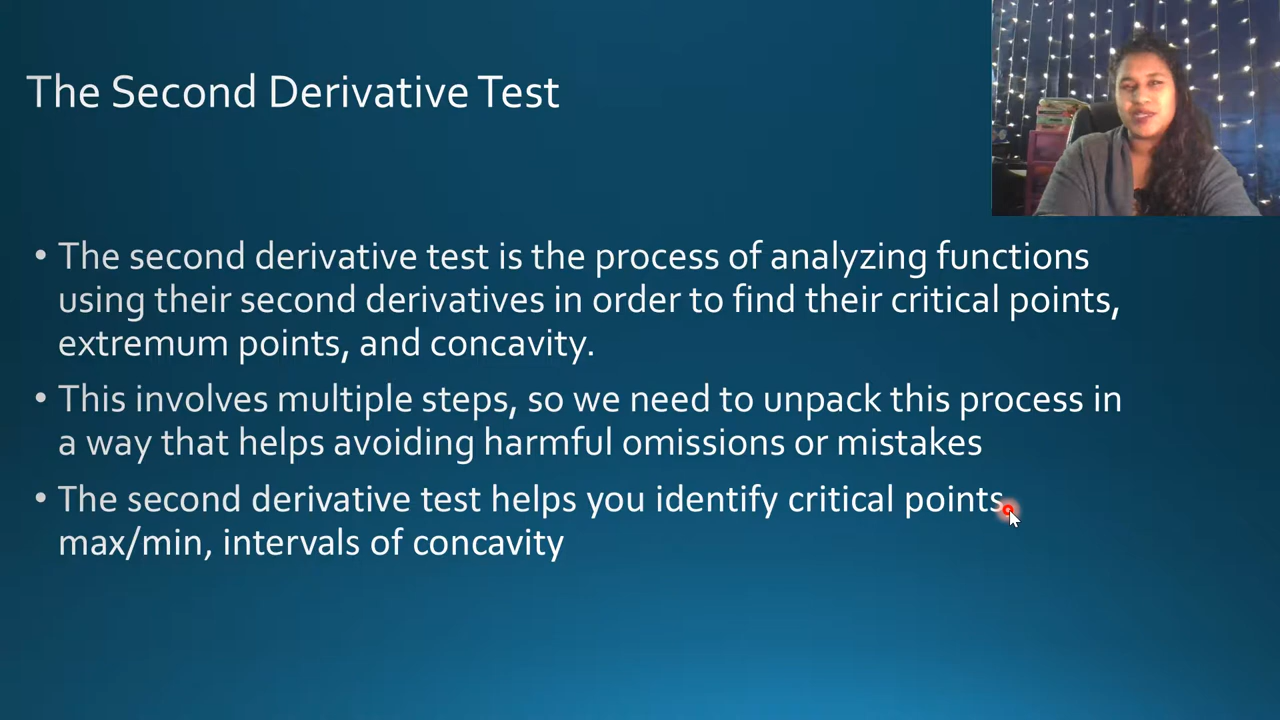 The Second Derivative Test
• The second derivative test is the process of analyzing functions
using their second derivatives in order to find their critical points,
extremum points, and concavity.
• This involves multiple steps, so we need to unpack this process in
a way that helps avoiding harmful omissions or mistakes
• The second derivative test helps you identify critical points,
max/min, intervals of concavity